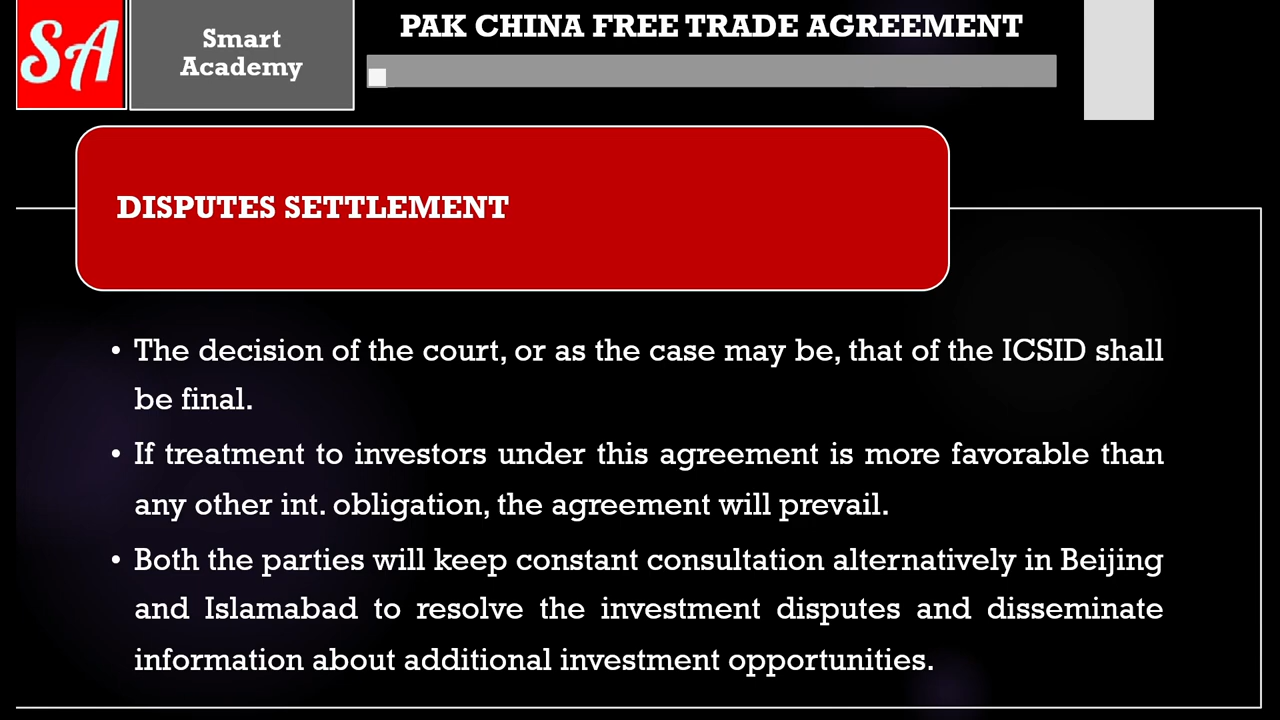 SA
Smart
Academy
PAK CHINA FREE TRADE AGREEMENT
DISPUTES SETTLEMENT
• The decision of the court, or as the case may be, that of the ICSID shall
be final.
• If treatment to investors under this agreement is more favorable than
any other int. obligation, the agreement will prevail.
• Both the parties will keep constant consultation alternatively in Beijing
and Islamabad to resolve the investment disputes and disseminate
information about additional investment opportunities.